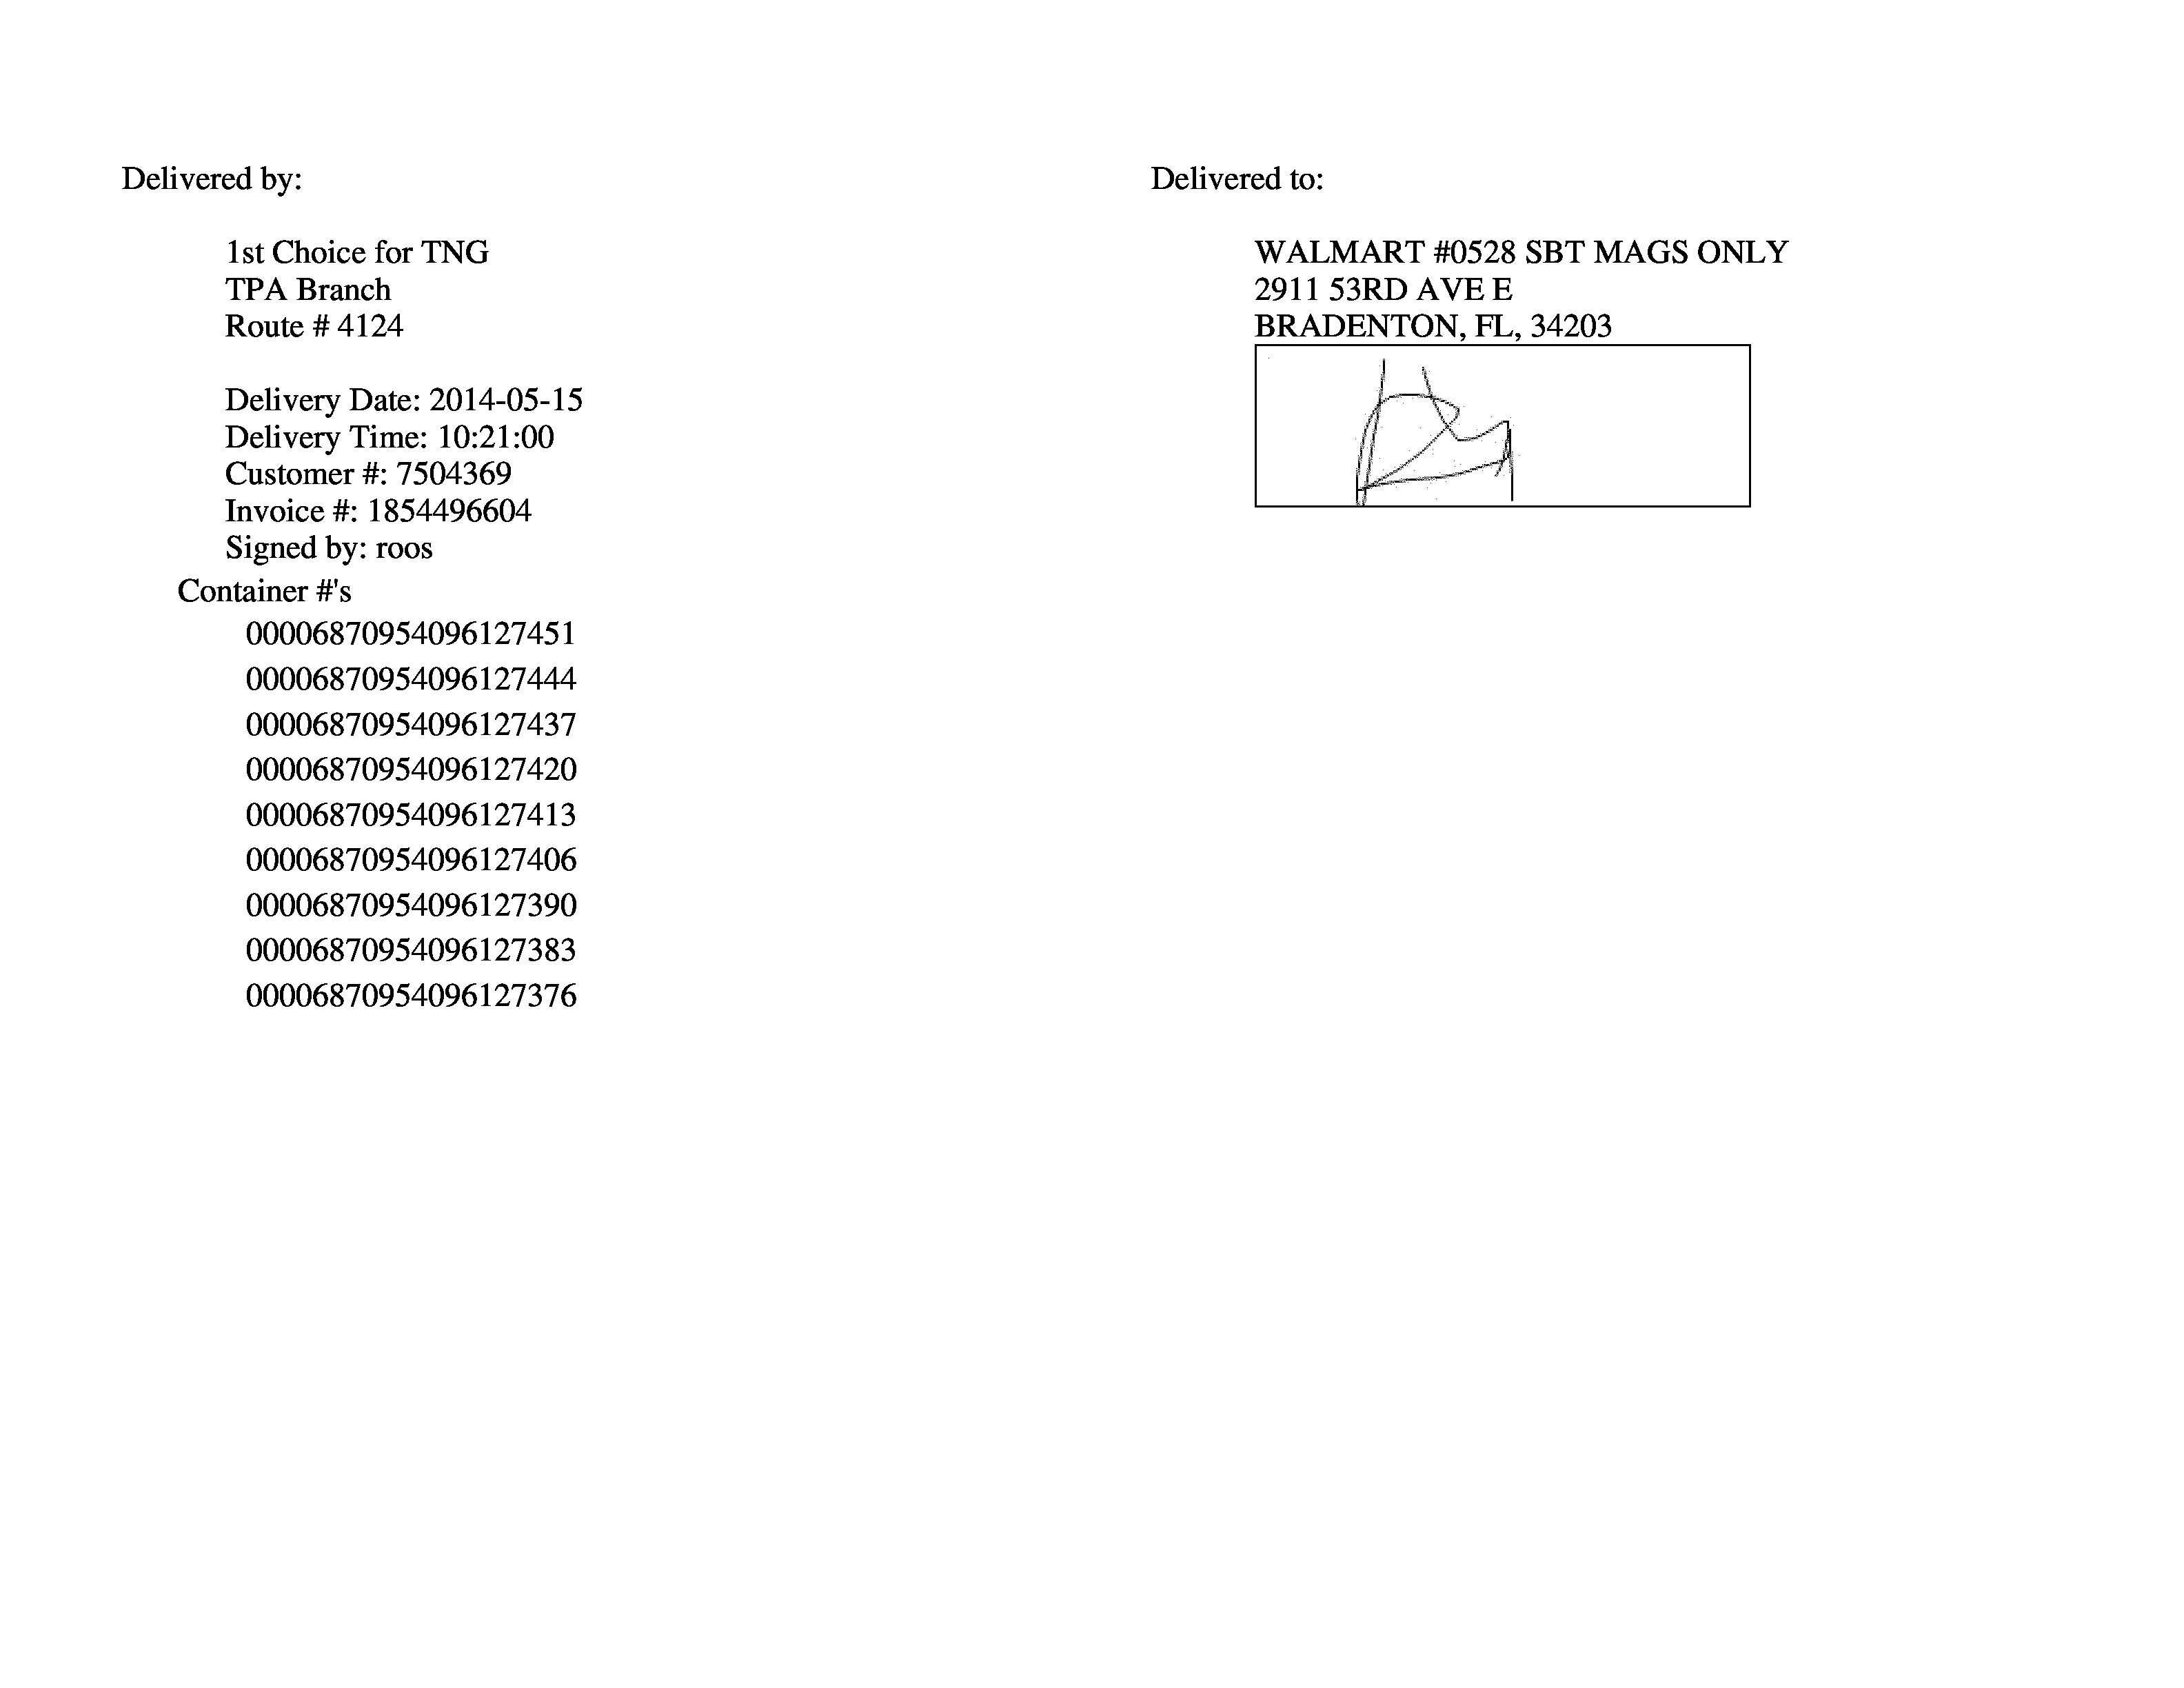 Delivered by:
1st Choice for TNG
TPA Branch
Route # 4124
Delivery Date: 2014-05-15
Delivery Time: 10:21:00
Customer #: 7504369
Invoice #: 1854496604
Signed by: roos
Container #'s
00006870954096127451
00006870954096127444
00006870954096127437
00006870954096127420
00006870954096127413
00006870954096127406
00006870954096127390
00006870954096127383
00006870954096127376
Delivered to:
WALMART #0528 SBT MAGS ONLY
2911 53RD AVE E
BRADENTON, FL, 34203